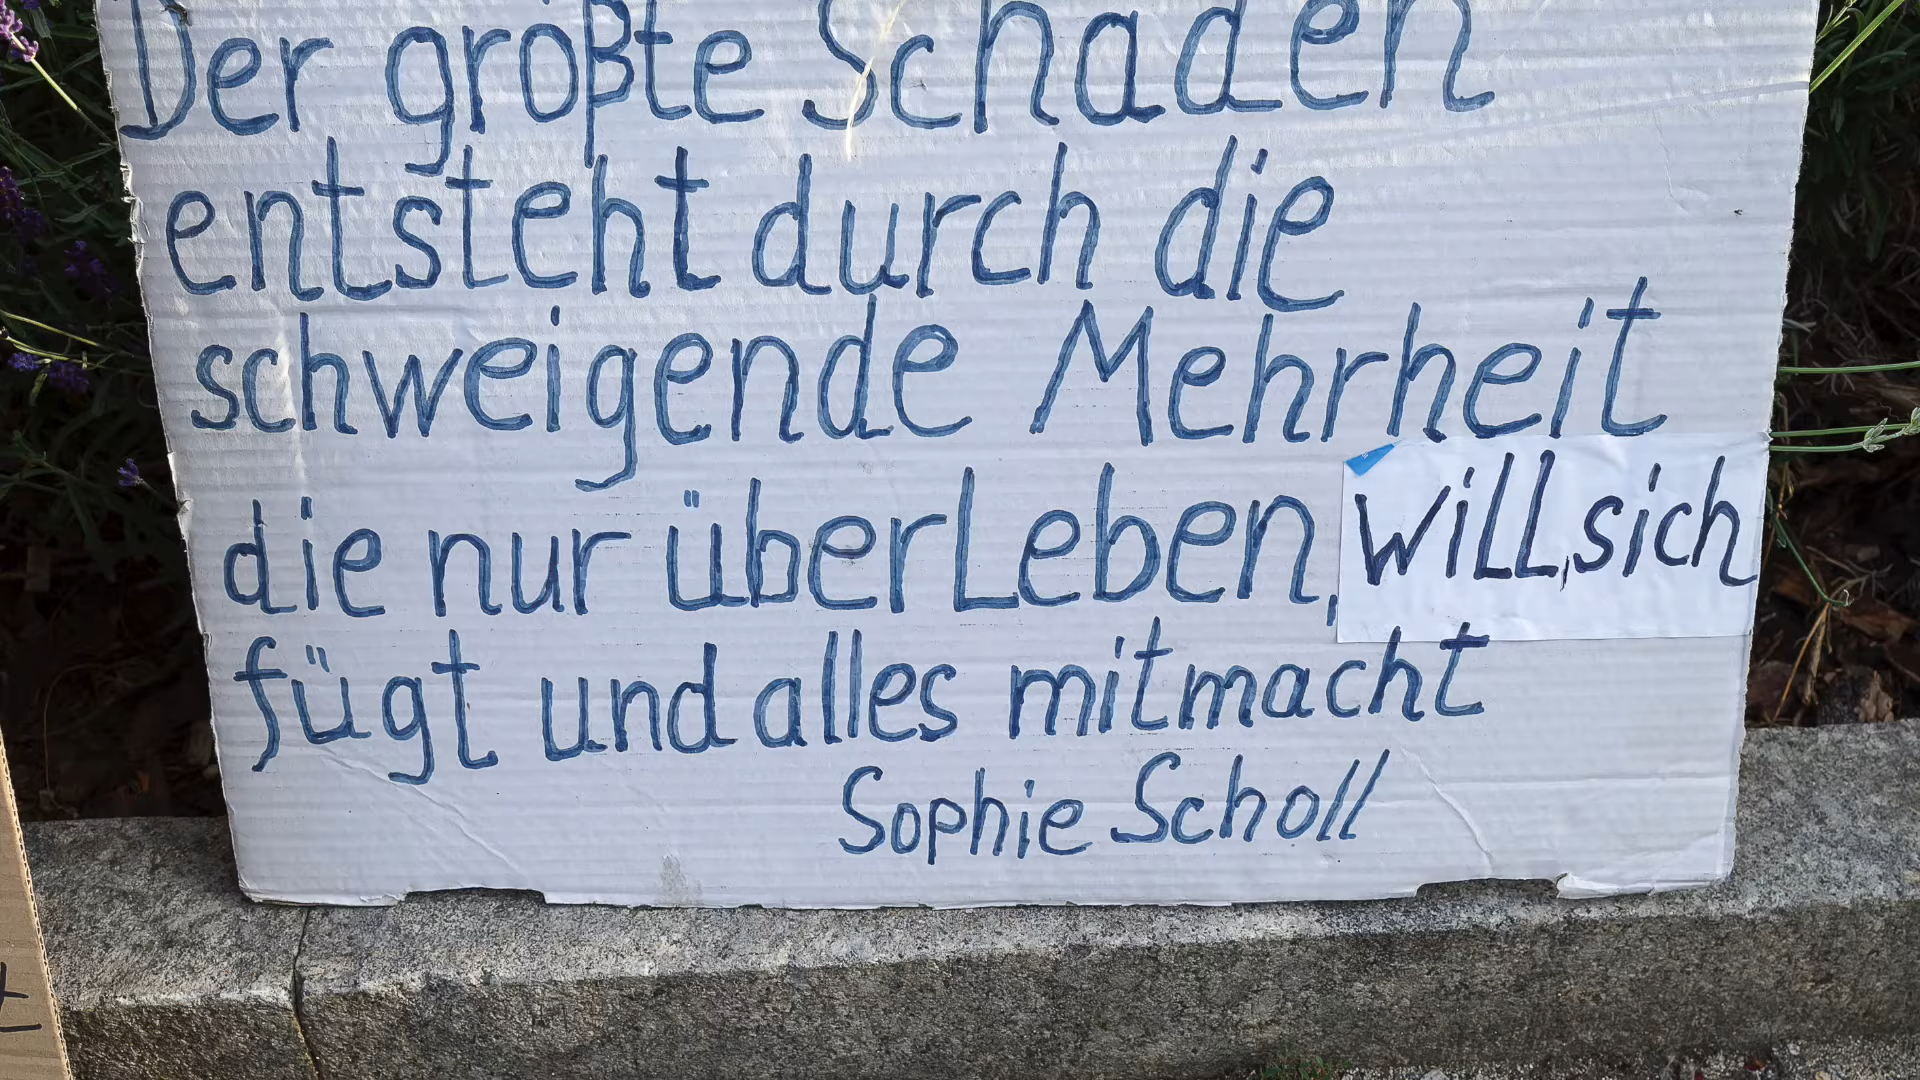 Der größte Schaden
entsteht durch die
schweigende Mehrheit
die nur überLeben, wiLL, sich
fügt und alles mitmacht
Sophie Scholl